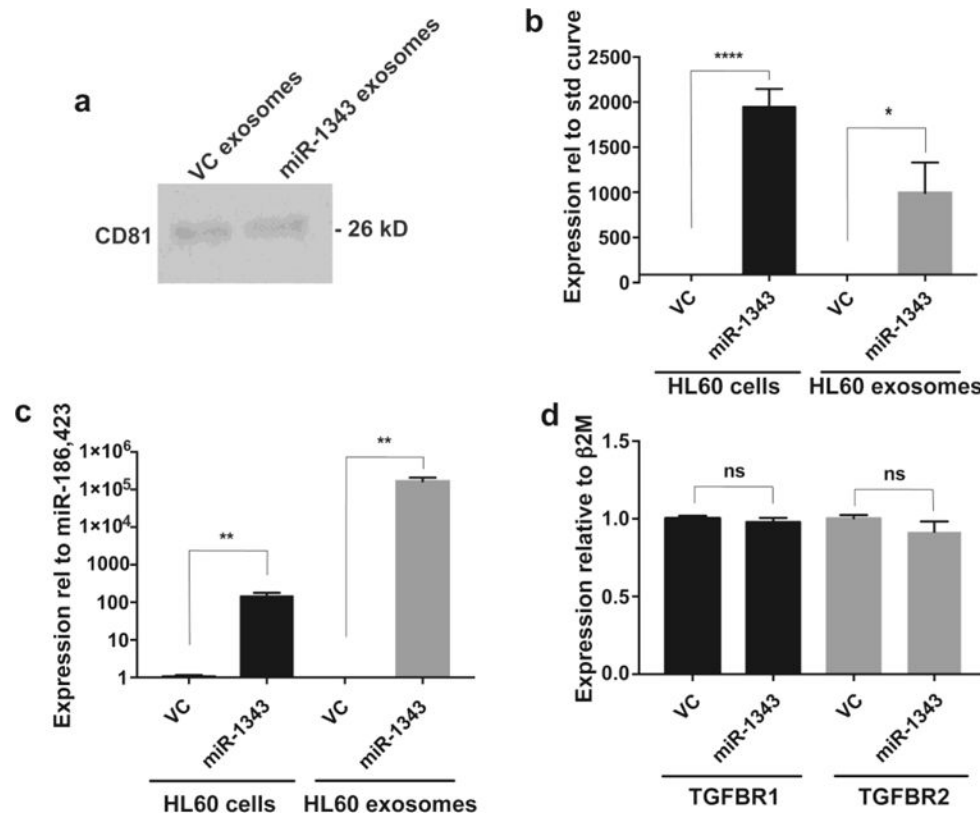 a
VC exosomes
miR-1343 exosomes
CD81
- 26 kD
b
Expression rel to std curve
2500
2000
1500
1000
500
0
****
*
VC
miR-1343
VC
miR-1343
HL60 cells
HL60 exosomes
c
Expression rel to miR-186,423
1×10⁶
1×10⁵
1×10⁴
1000
100
10
1
**
**
VC
miR-1343
VC
miR-1343
HL60 cells
HL60 exosomes
d
Expression relative to β2M
1.5
1.0
0.5
0.0
ns
ns
VC
miR-1343
VC
miR-1343
TGFBR1
TGFBR2